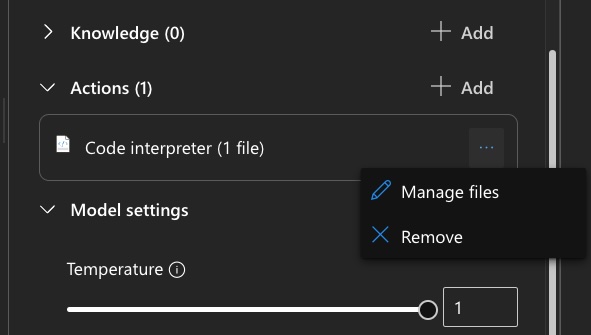 Knowledge (0)
Add
Actions (1)
Add
Code interpreter (1 file)
...
Manage files
Model settings
Remove
Temperature
1